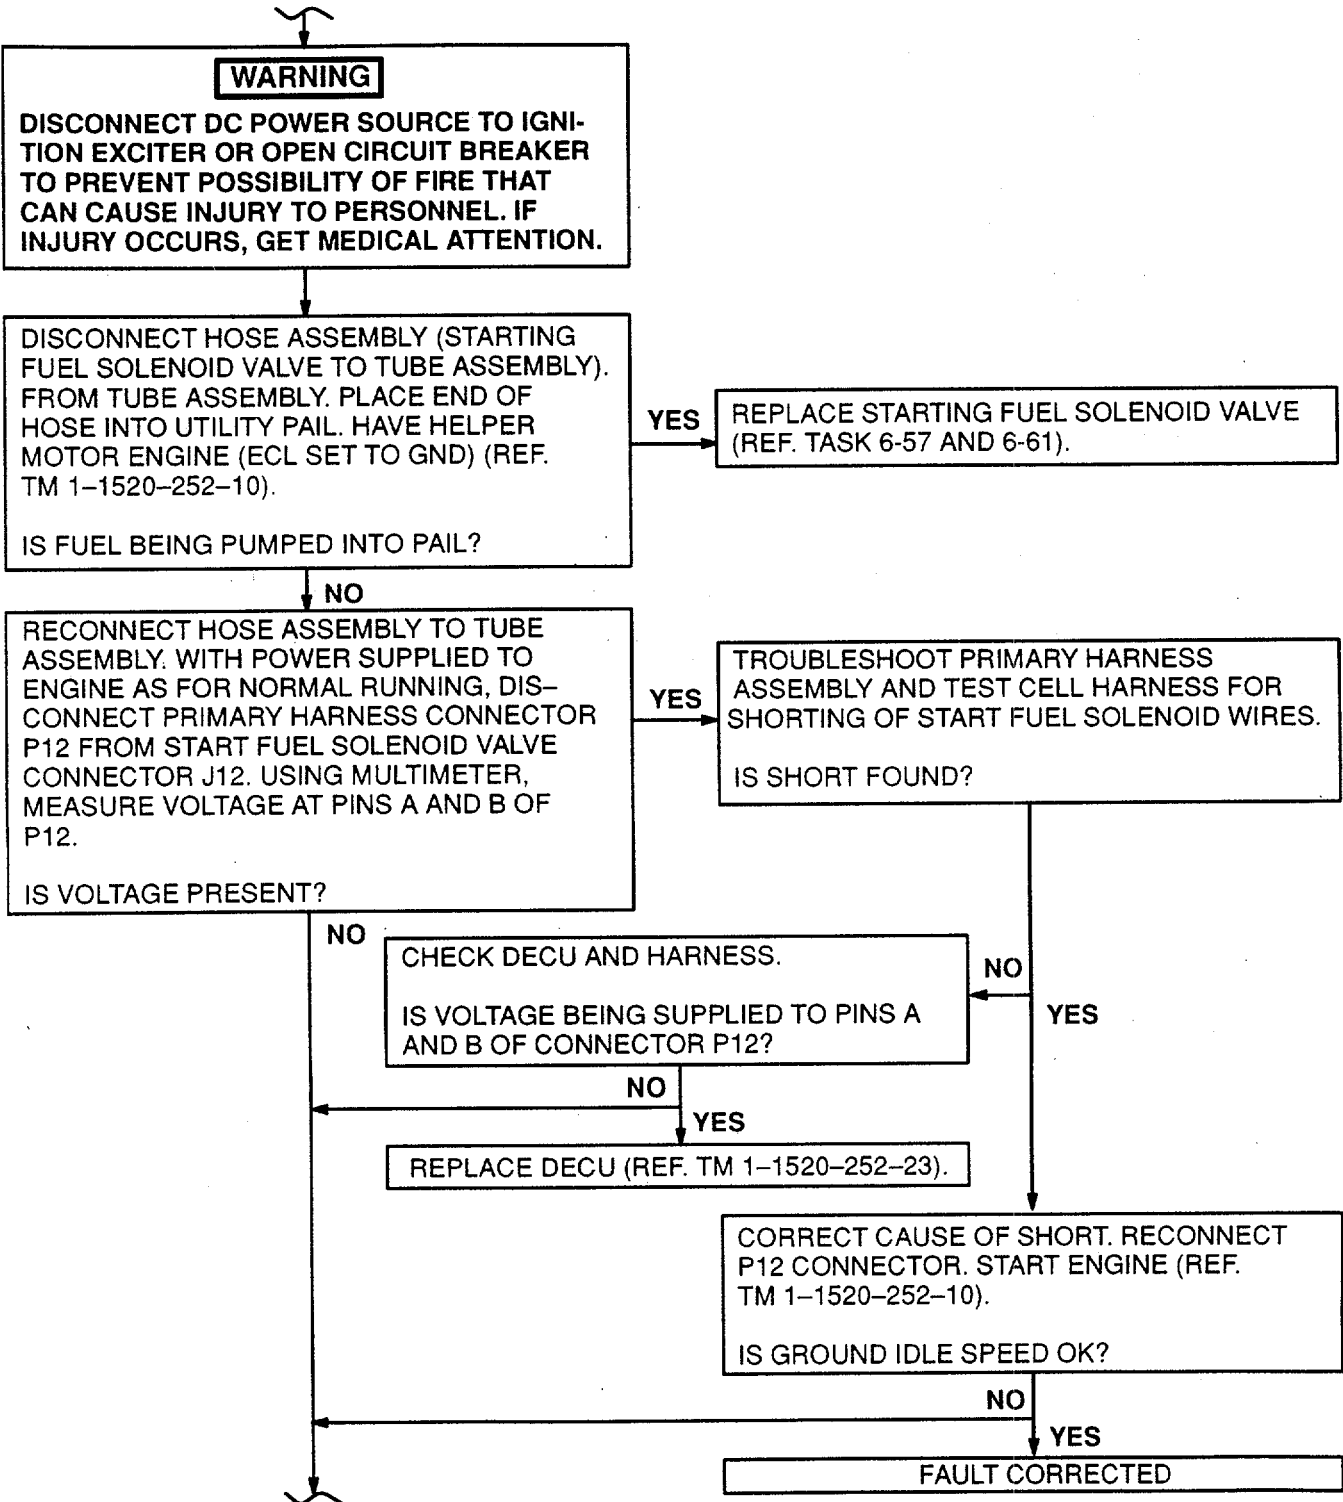 WARNING
DISCONNECT DC POWER SOURCE TO IGNI-
TION EXCITER OR OPEN CIRCUIT BREAKER
TO PREVENT POSSIBILITY OF FIRE THAT
CAN CAUSE INJURY TO PERSONNEL. IF
INJURY OCCURS, GET MEDICAL ATTENTION.
DISCONNECT HOSE ASSEMBLY (STARTING
FUEL SOLENOID VALVE TO TUBE ASSEMBLY).
FROM TUBE ASSEMBLY. PLACE END OF
HOSE INTO UTILITY PAIL. HAVE HELPER
MOTOR ENGINE (ECL SET TO GND) (REF.
TM 1–1520–252–10).
IS FUEL BEING PUMPED INTO PAIL?
YES
REPLACE STARTING FUEL SOLENOID VALVE
(REF. TASK 6-57 AND 6-61).
NO
RECONNECT HOSE ASSEMBLY TO TUBE
ASSEMBLY. WITH POWER SUPPLIED TO
ENGINE AS FOR NORMAL RUNNING, DIS–
CONNECT PRIMARY HARNESS CONNECTOR
P12 FROM START FUEL SOLENOID VALVE
CONNECTOR J12. USING MULTIMETER,
MEASURE VOLTAGE AT PINS A AND B OF
P12.
IS VOLTAGE PRESENT?
YES
TROUBLESHOOT PRIMARY HARNESS
ASSEMBLY AND TEST CELL HARNESS FOR
SHORTING OF START FUEL SOLENOID WIRES.
IS SHORT FOUND?
NO
CHECK DECU AND HARNESS.
IS VOLTAGE BEING SUPPLIED TO PINS A
AND B OF CONNECTOR P12?
NO
YES
NO
YES
REPLACE DECU (REF. TM 1–1520–252–23).
CORRECT CAUSE OF SHORT. RECONNECT
P12 CONNECTOR. START ENGINE (REF.
TM 1–1520–252–10).
IS GROUND IDLE SPEED OK?
NO
YES
FAULT CORRECTED